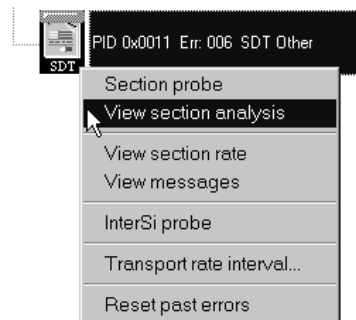 PID 0x0011 Err: 006 SDT Other
SDT
Section probe
View section analysis
View section rate
View messages
InterSi probe
Transport rate interval...
Reset past errors